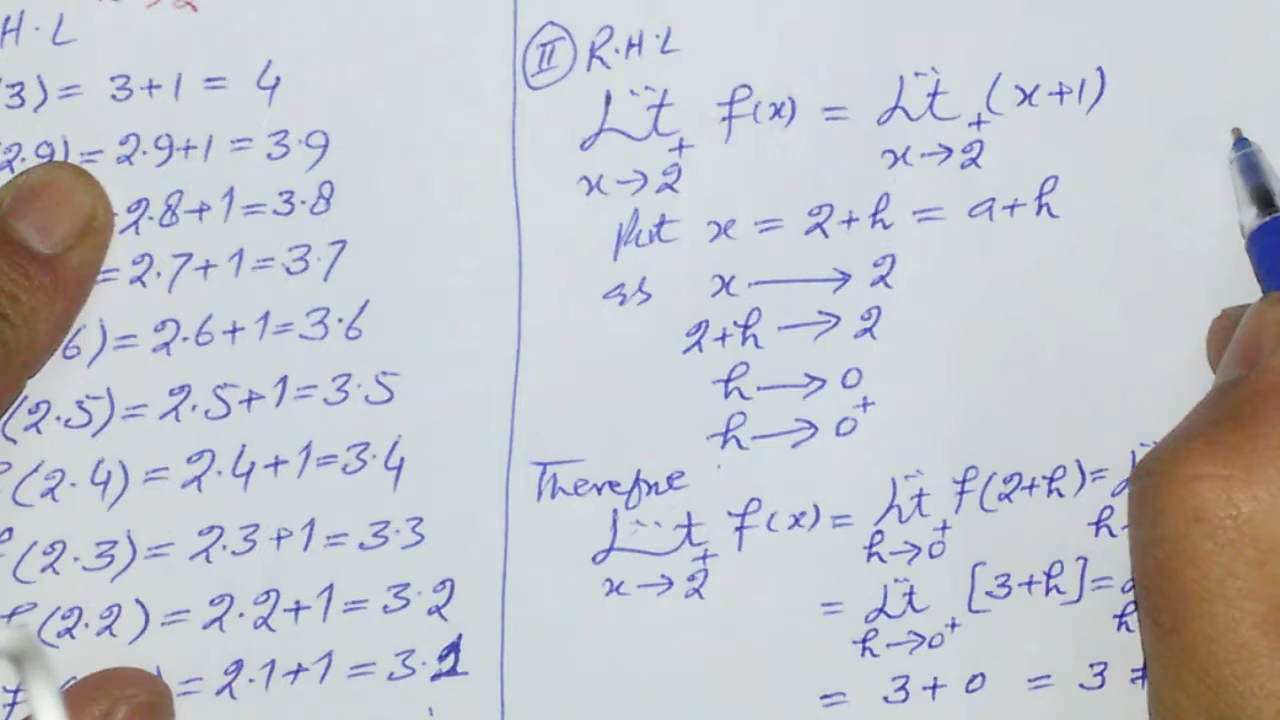 H·L
3) = 3+1 = 4
2.9) = 2.9+1 = 3.9
2.8+1=3.8
= 2.7+1=3.7
6) = 2.6+1=3.6
(2.5) = 2.5+1=3.5
(2.4) = 2.4+1=3.4
(2.3) = 2.3+1=3.3
f(2.2) = 2.2+1=3.2
= 2.1+1 = 3.1
II R.H.L
Lt f(x) = Lt (x+1)
x→2⁺ x→2⁺
Put x = 2+h = a+h
as x → 2
2+h → 2
h → 0
h → 0⁺
Therefore
Lt f(x) = Lt f(2+h) =
x→2⁺ h→0⁺ h
= Lt [3+h] =
h→0⁺ h
= 3+0 = 3